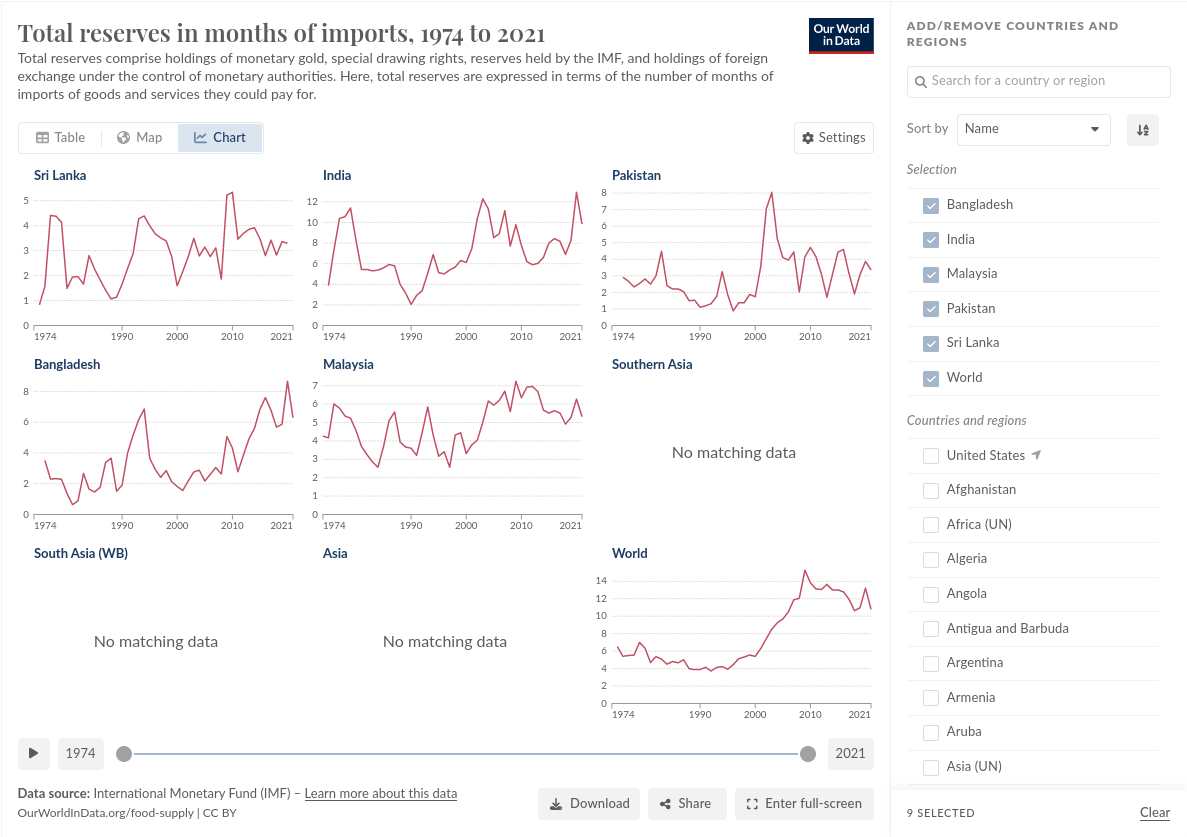 Total reserves in months of imports, 1974 to 2021
Total reserves comprise holdings of monetary gold, special drawing rights, reserves held by the IMF, and holdings of foreign
exchange under the control of monetary authorities. Here, total reserves are expressed in terms of the number of months of
imports of goods and services they could pay for.
Our World
in Data
Table
Map
Chart
Settings
Sri Lanka
5
4
3
2
1
0
1974
1990
2000
2010
2021
India
12
10
8
6
4
2
0
1974
1990
2000
2010
2021
Pakistan
8
7
6
5
4
3
2
1
0
1974
1990
2000
2010
2021
Bangladesh
8
6
4
2
0
1974
1990
2000
2010
2021
Malaysia
7
6
5
4
3
2
1
0
1974
1990
2000
2010
2021
Southern Asia
No matching data
South Asia (WB)
No matching data
Asia
No matching data
World
14
12
10
8
6
4
2
0
1974
1990
2000
2010
2021
1974
2021
Data source: International Monetary Fund (IMF) – Learn more about this data
OurWorldInData.org/food-supply | CC BY
Download
Share
Enter full-screen
ADD/REMOVE COUNTRIES AND
REGIONS
Search for a country or region
Sort by
Name
Selection
Bangladesh
India
Malaysia
Pakistan
Sri Lanka
World
Countries and regions
United States
Afghanistan
Africa (UN)
Algeria
Angola
Antigua and Barbuda
Argentina
Armenia
Aruba
Asia (UN)
9 SELECTED
Clear